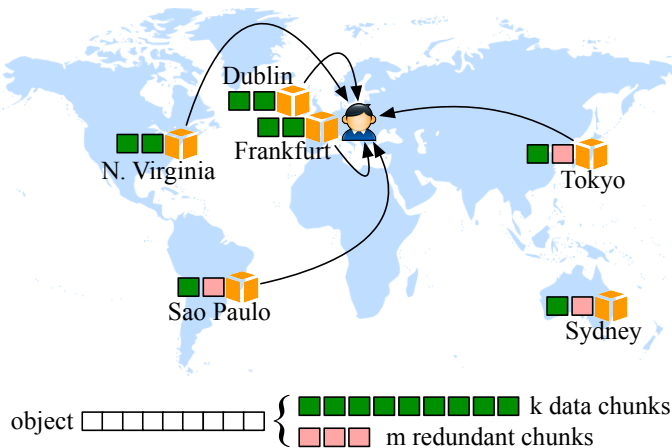 Dublin
Frankfurt
N. Virginia
Tokyo
Sao Paulo
Sydney
object
k data chunks
m redundant chunks